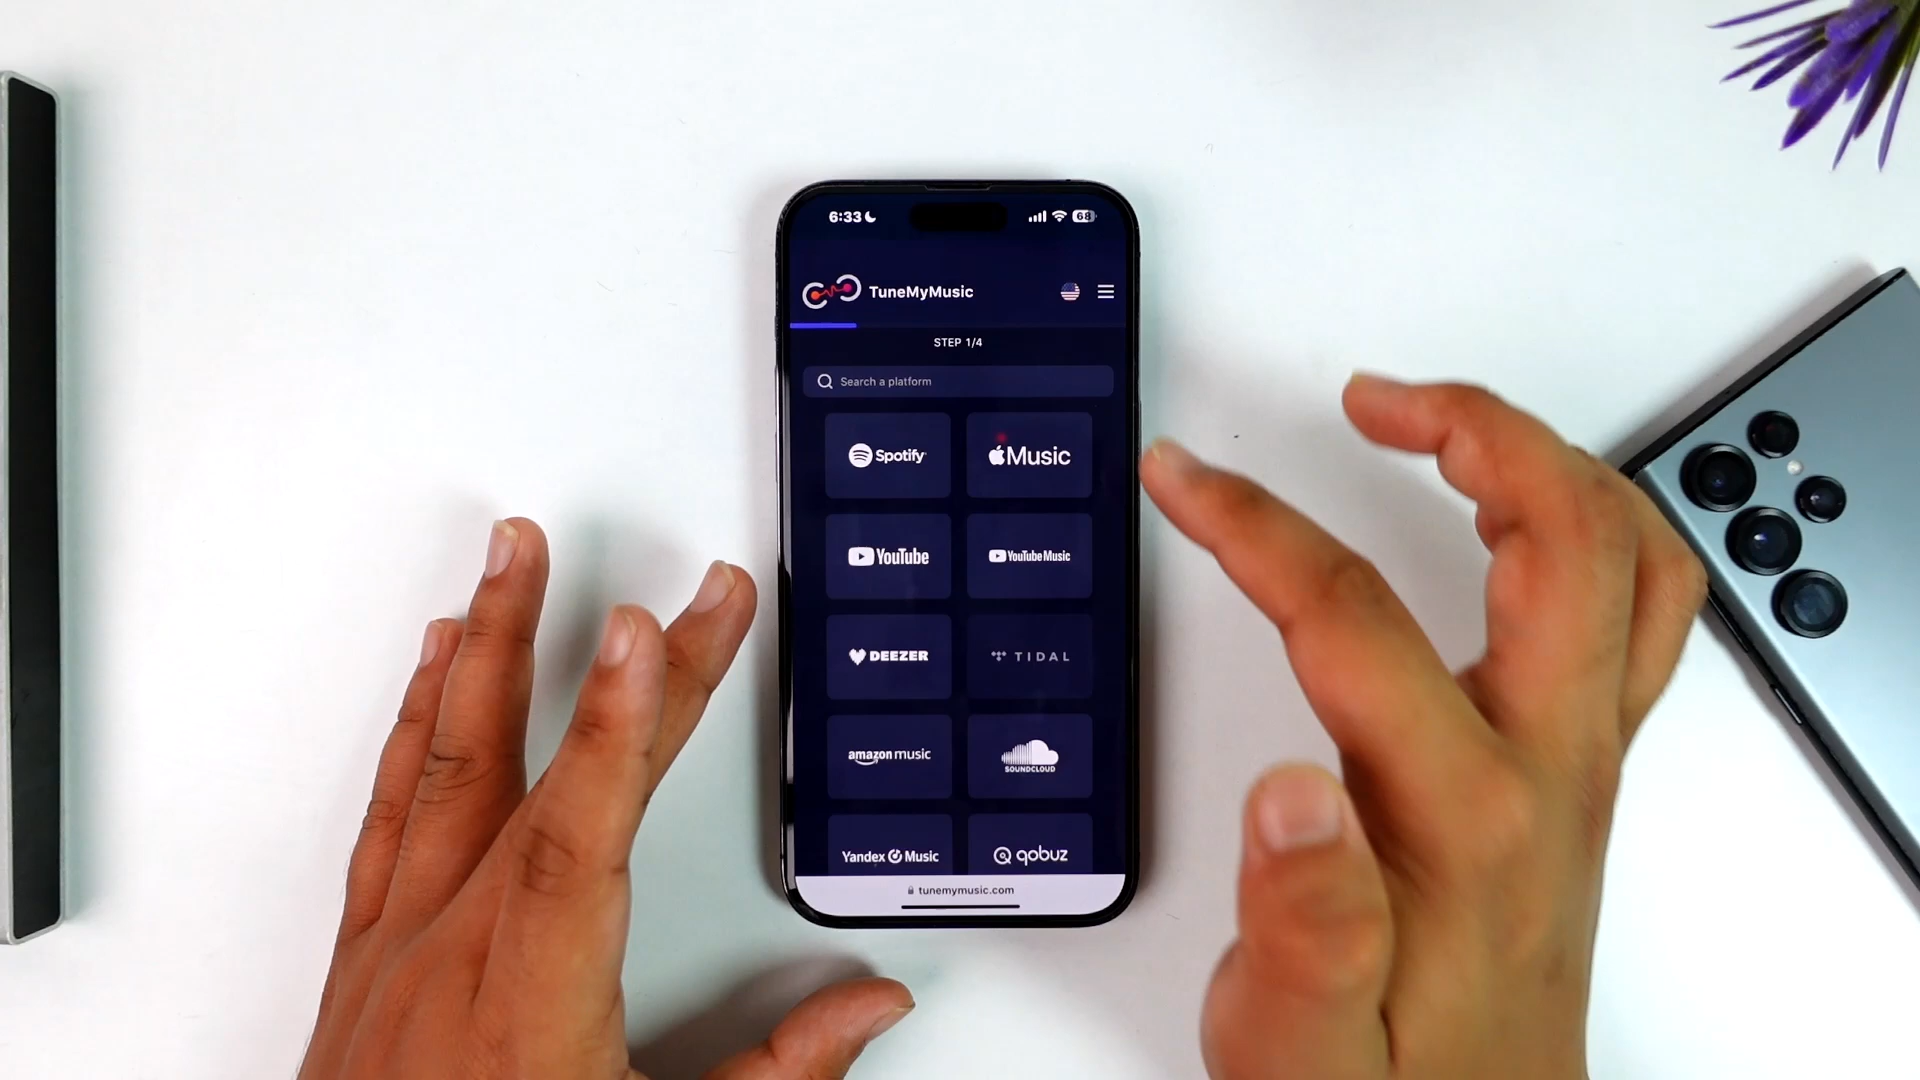 6:33
68
TuneMyMusic
STEP 1/4
Search a platform
Spotify
Music
YouTube
YouTube Music
DEEZER
TIDAL
amazon music
SOUNDCLOUD
Yandex Music
qobuz
tunemymusic.com